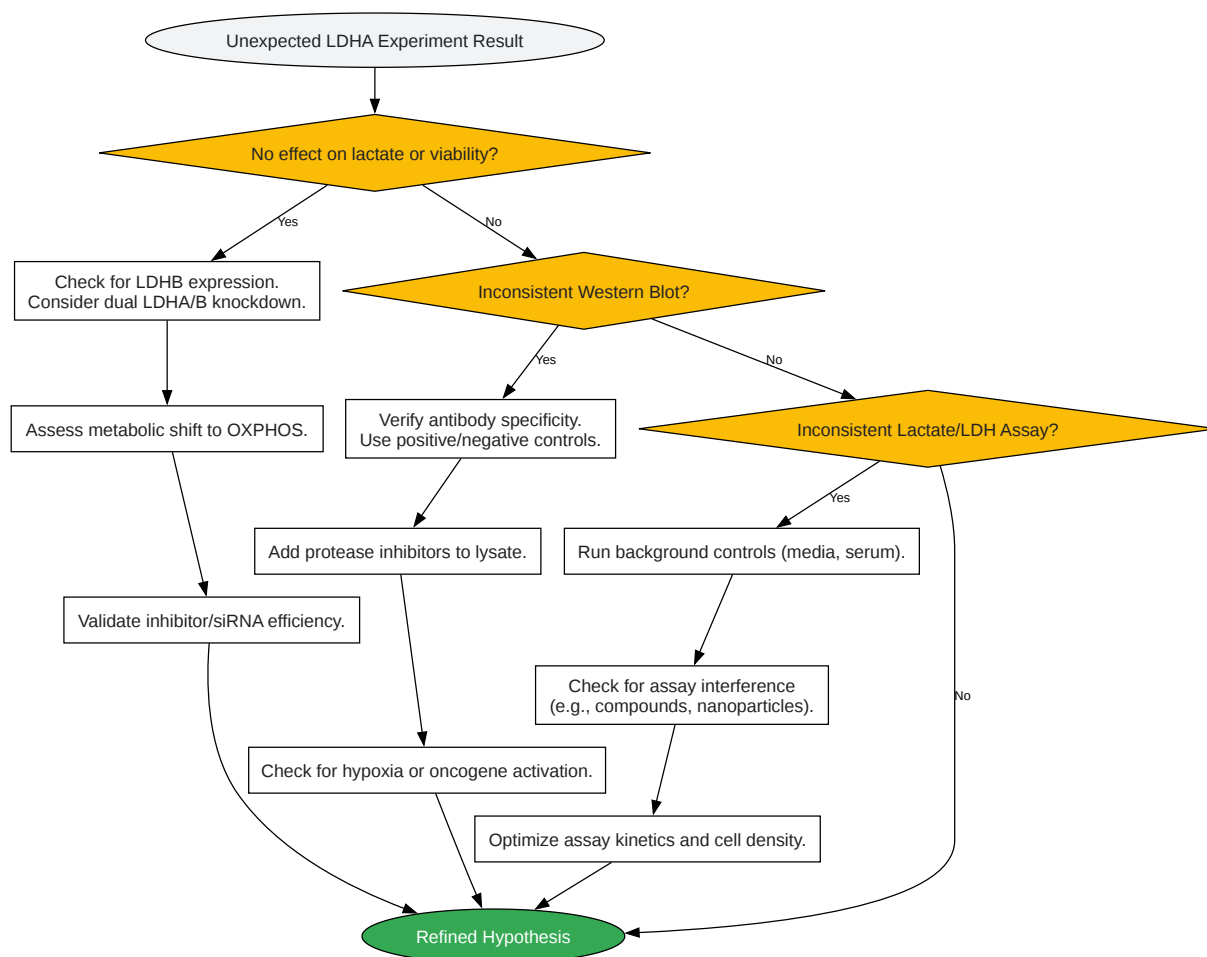 Unexpected LDHA Experiment Result
No effect on lactate or viability?
Yes
No
Check for LDHB expression.
Consider dual LDHA/B knockdown.
Inconsistent Western Blot?
Yes
No
Assess metabolic shift to OXPHOS.
Verify antibody specificity.
Use positive/negative controls.
Inconsistent Lactate/LDH Assay?
Yes
Add protease inhibitors to lysate.
Run background controls (media, serum).
Validate inhibitor/siRNA efficiency.
Check for assay interference
(e.g., compounds, nanoparticles).
No
Check for hypoxia or oncogene activation.
Optimize assay kinetics and cell density.
Refined Hypothesis